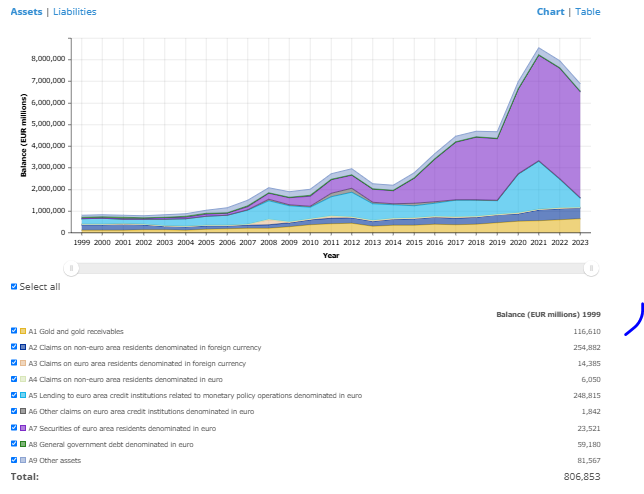 Assets | Liabilities
Chart | Table
Balance (EUR millions)
8,000,000
7,000,000
6,000,000
5,000,000
4,000,000
3,000,000
2,000,000
1,000,000
0
1999 2000 2001 2002 2003 2004 2005 2006 2007 2008 2009 2010 2011 2012 2013 2014 2015 2016 2017 2018 2019 2020 2021 2022 2023
Year
Select all
Balance (EUR millions) 1999
A1 Gold and gold receivables 116,610
A2 Claims on non-euro area residents denominated in foreign currency 254,882
A3 Claims on euro area residents denominated in foreign currency 14,385
A4 Claims on non-euro area residents denominated in euro 6,050
A5 Lending to euro area credit institutions related to monetary policy operations denominated in euro 248,815
A6 Other claims on euro area credit institutions denominated in euro 1,842
A7 Securities of euro area residents denominated in euro 23,521
A8 General government debt denominated in euro 59,180
A9 Other assets 81,567
Total: 806,853